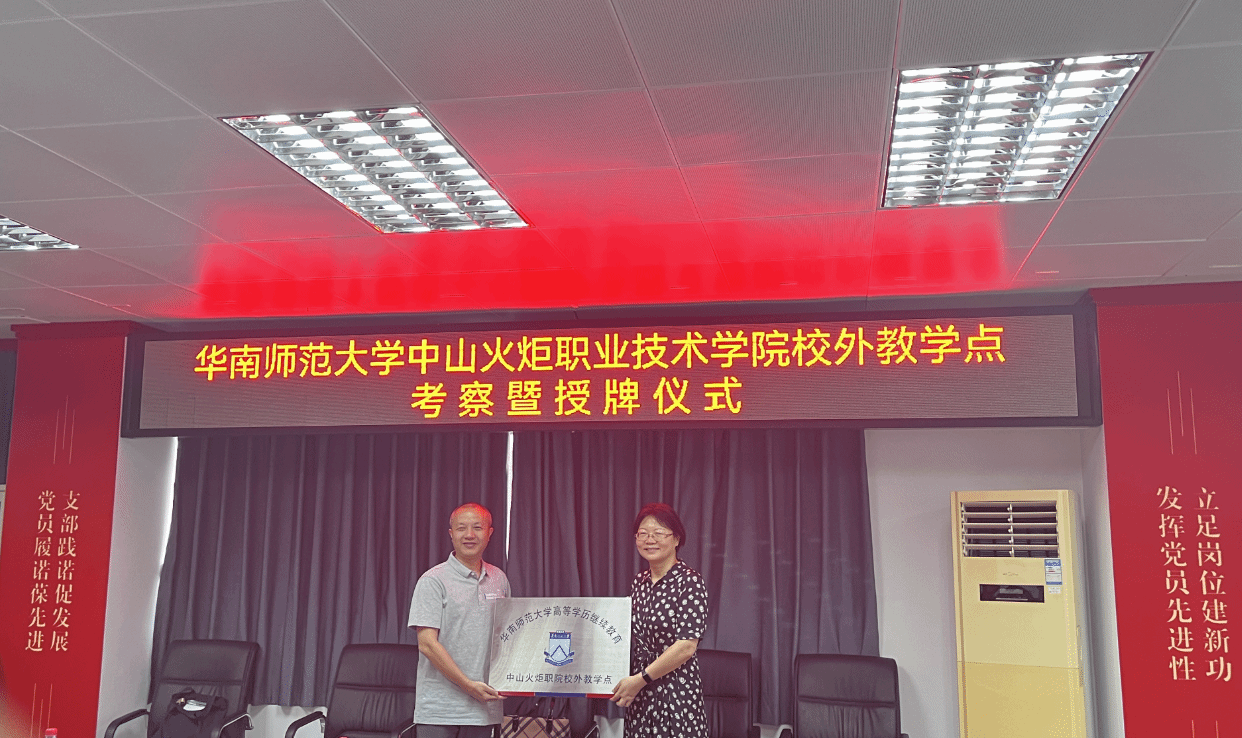 华南师范大学中山火炬职业技术学院校外教学点
考察暨授牌仪式
支部践诺促发展
党员履诺葆先进
立足岗位建新功
发挥党员先进性
华南师范大学高等学历继续教育
中山火炬职院校外教学点